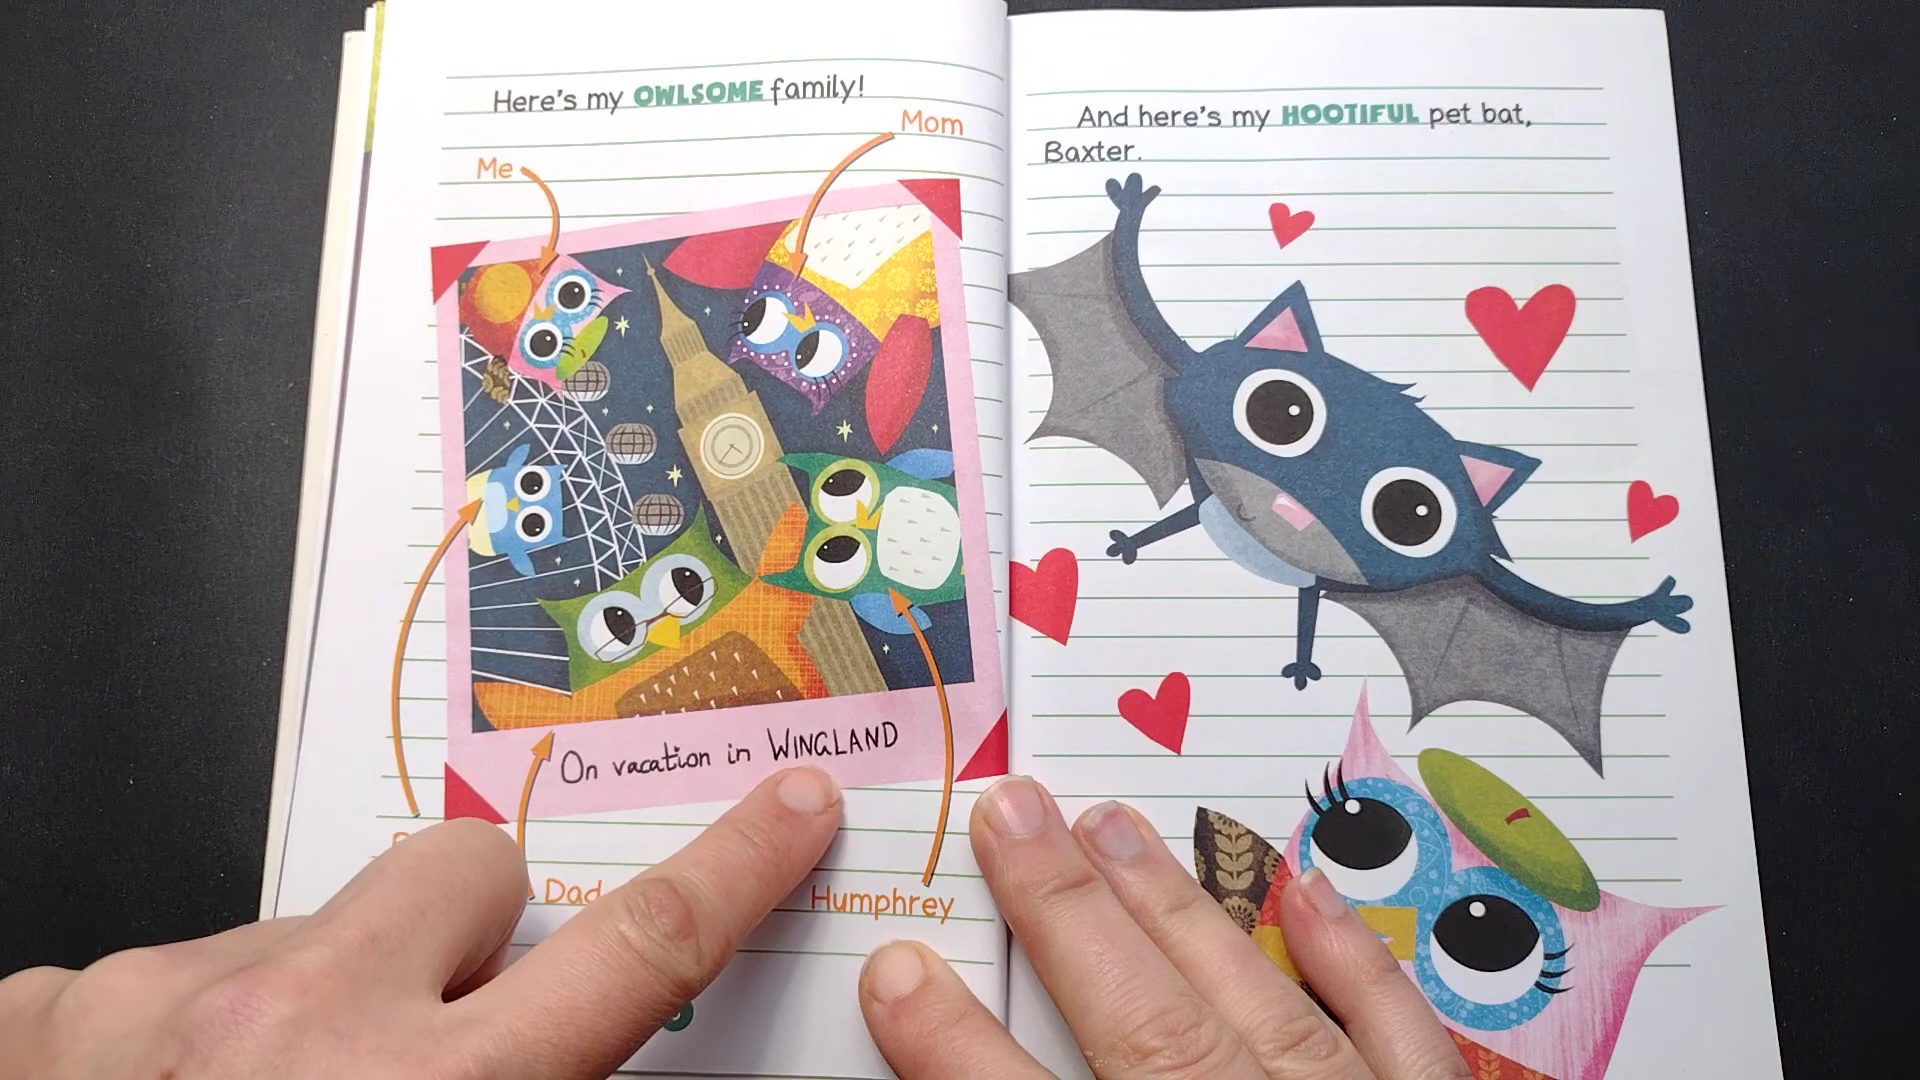 Here's my OWLSOME family!
Mom
Me
On vacation in WINGLAND
Dad
Humphrey
And here's my HOOTIFUL pet bat,
Baxter.